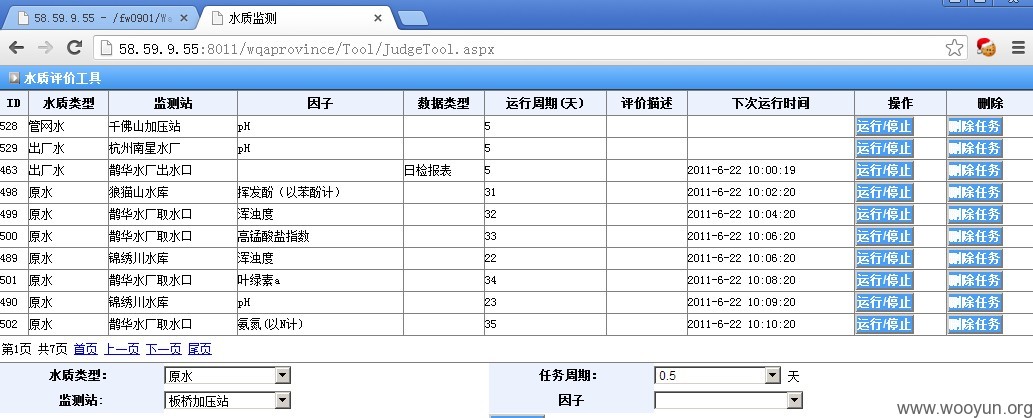 58.59.9.55 - /fw0901/Ws
水质监测
58.59.9.55:8011/wqaprovince/Tool/JudgeTool.aspx
水质评价工具
ID 水质类型 监测站 因子 数据类型 运行周期(天) 评价描述 下次运行时间 操作 删除
528 管网水 千佛山加压站 pH 5 运行/停止 删除任务
529 出厂水 杭州南星水厂 pH 5 运行/停止 删除任务
463 出厂水 鹊华水厂出水口 日检报表 5 2011-6-22 10:00:19 运行/停止 删除任务
498 原水 狼猫山水库 挥发酚（以苯酚计） 31 2011-6-22 10:02:20 运行/停止 删除任务
499 原水 鹊华水厂取水口 浑浊度 32 2011-6-22 10:04:20 运行/停止 删除任务
500 原水 鹊华水厂取水口 高锰酸盐指数 33 2011-6-22 10:06:20 运行/停止 删除任务
489 原水 锦绣川水库 浑浊度 22 2011-6-22 10:06:20 运行/停止 删除任务
501 原水 鹊华水厂取水口 叶绿素a 34 2011-6-22 10:08:20 运行/停止 删除任务
490 原水 锦绣川水库 pH 23 2011-6-22 10:09:20 运行/停止 删除任务
502 原水 鹊华水厂取水口 氨氮(以N计） 35 2011-6-22 10:10:20 运行/停止 删除任务
第1页 共7页 首页 上一页 下一页 尾页
水质类型： 原水 任务周期： 0.5 天
监测站： 板桥加压站 因子
www.wooyun.org